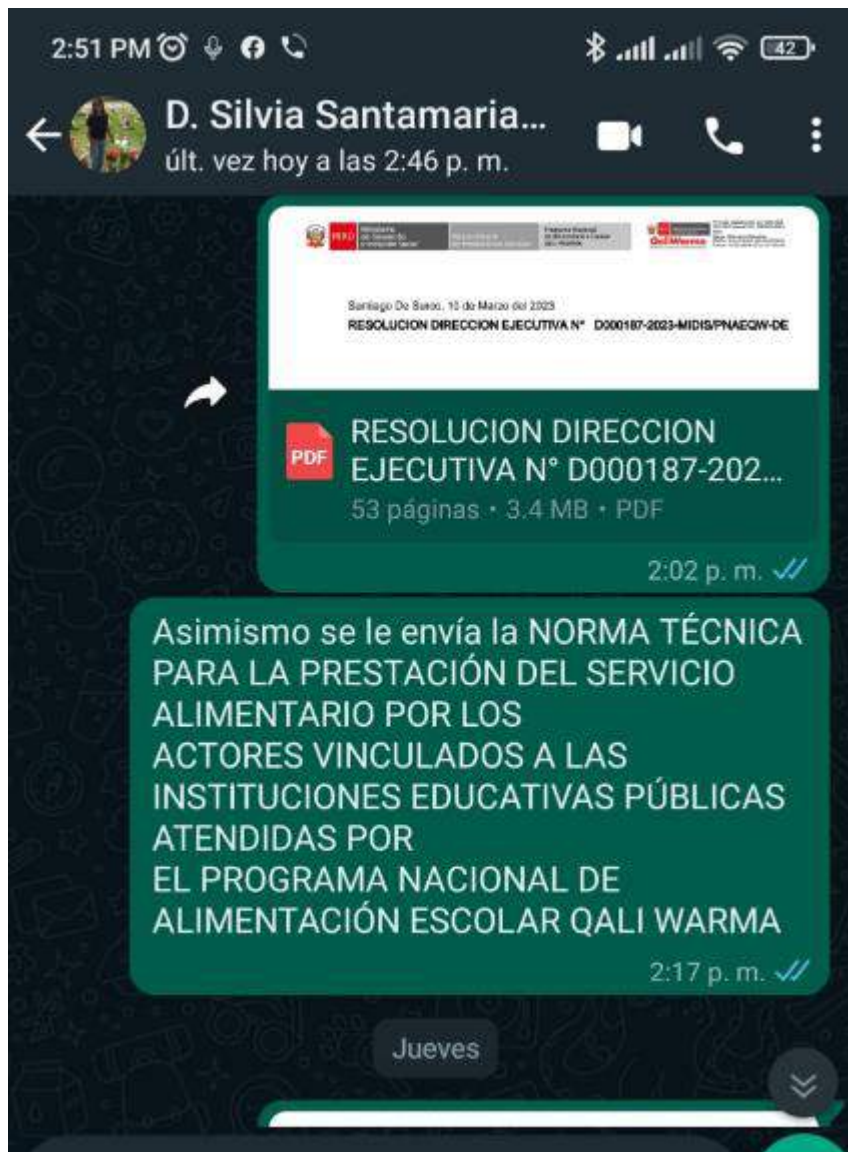 2:51 PM
42
D. Silvia Santamaria...
últ. vez hoy a las 2:46 p. m.
PERÚ
Qali Warma
Santiago De Surco, 10 de Marzo del 2023
RESOLUCION DIRECCION EJECUTIVA N° D000187-2023-MIDIS/PNAEQW-DE
PDF
RESOLUCION DIRECCION
EJECUTIVA N° D000187-202...
53 páginas • 3.4 MB • PDF
2:02 p. m.
Asimismo se le envía la NORMA TÉCNICA
PARA LA PRESTACIÓN DEL SERVICIO
ALIMENTARIO POR LOS
ACTORES VINCULADOS A LAS
INSTITUCIONES EDUCATIVAS PÚBLICAS
ATENDIDAS POR
EL PROGRAMA NACIONAL DE
ALIMENTACIÓN ESCOLAR QALI WARMA
2:17 p. m.
Jueves